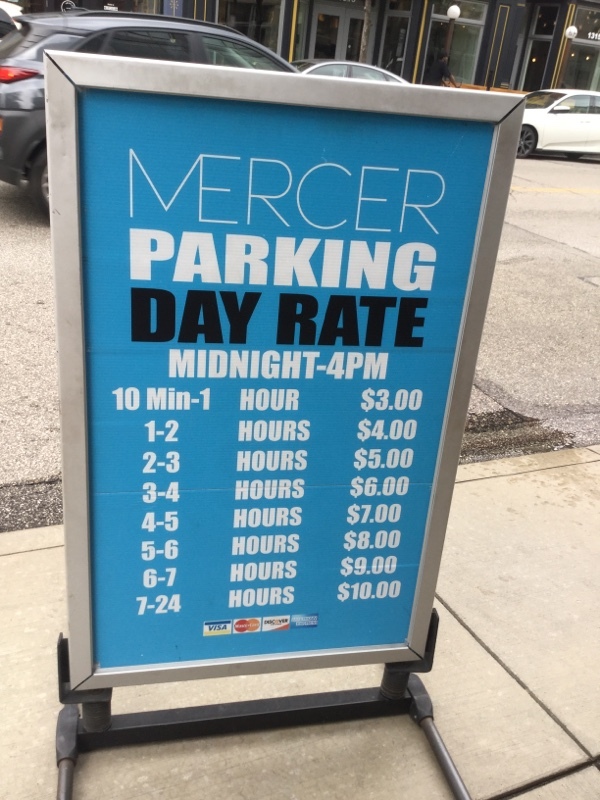 MERCER
PARKING
DAY RATE
MIDNIGHT-4PM
10 Min-1 HOUR $3.00
1-2 HOURS $4.00
2-3 HOURS $5.00
3-4 HOURS $6.00
4-5 HOURS $7.00
5-6 HOURS $8.00
6-7 HOURS $9.00
7-24 HOURS $10.00
VISA MasterCard DISCOVER